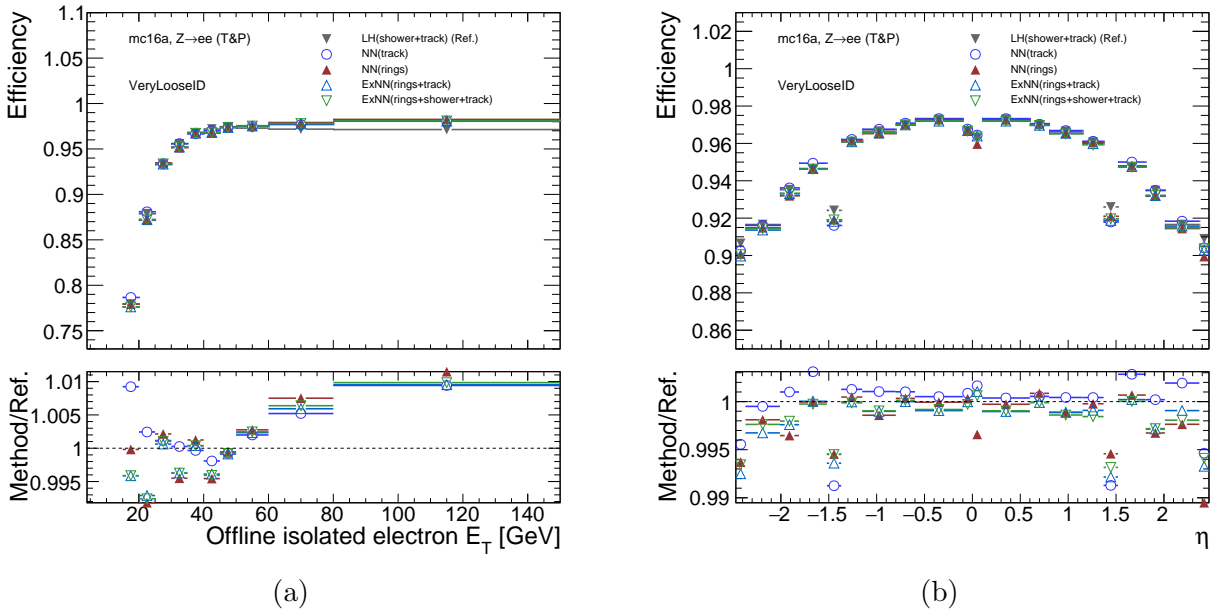 Efficiency
1.1
1.05
1
0.95
0.9
0.85
0.8
0.75
mc16a, Z→ee (T&P)
VeryLooseID
LH(shower+track) (Ref.)
NN(track)
NN(rings)
ExNN(rings+track)
ExNN(rings+shower+track)
Method/Ref.
1.01
1.005
1
0.995
20 40 60 80 100 120 140
Offline isolated electron E_T [GeV]
(a)
Efficiency
1.02
1
0.98
0.96
0.94
0.92
0.9
0.88
0.86
mc16a, Z→ee (T&P)
VeryLooseID
LH(shower+track) (Ref.)
NN(track)
NN(rings)
ExNN(rings+track)
ExNN(rings+shower+track)
Method/Ref.
1
0.995
0.99
−2 −1.5 −1 −0.5 0 0.5 1 1.5 2
η
(b)